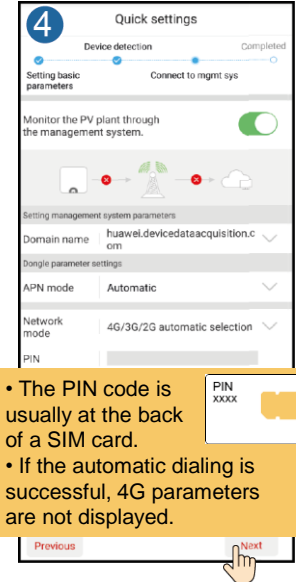 4
Quick settings
Device detection
Completed
Setting basic
parameters
Connect to mgmt sys
Monitor the PV plant through
the management system.
Setting management system parameters
Domain name
huawei.devicedataacquisition.c
om
Dongle parameter settings
APN mode
Automatic
Network
mode
4G/3G/2G automatic selection
PIN
• The PIN code is
usually at the back
of a SIM card.
PIN
xxxx
• If the automatic dialing is
successful, 4G parameters
are not displayed.
Previous
Next